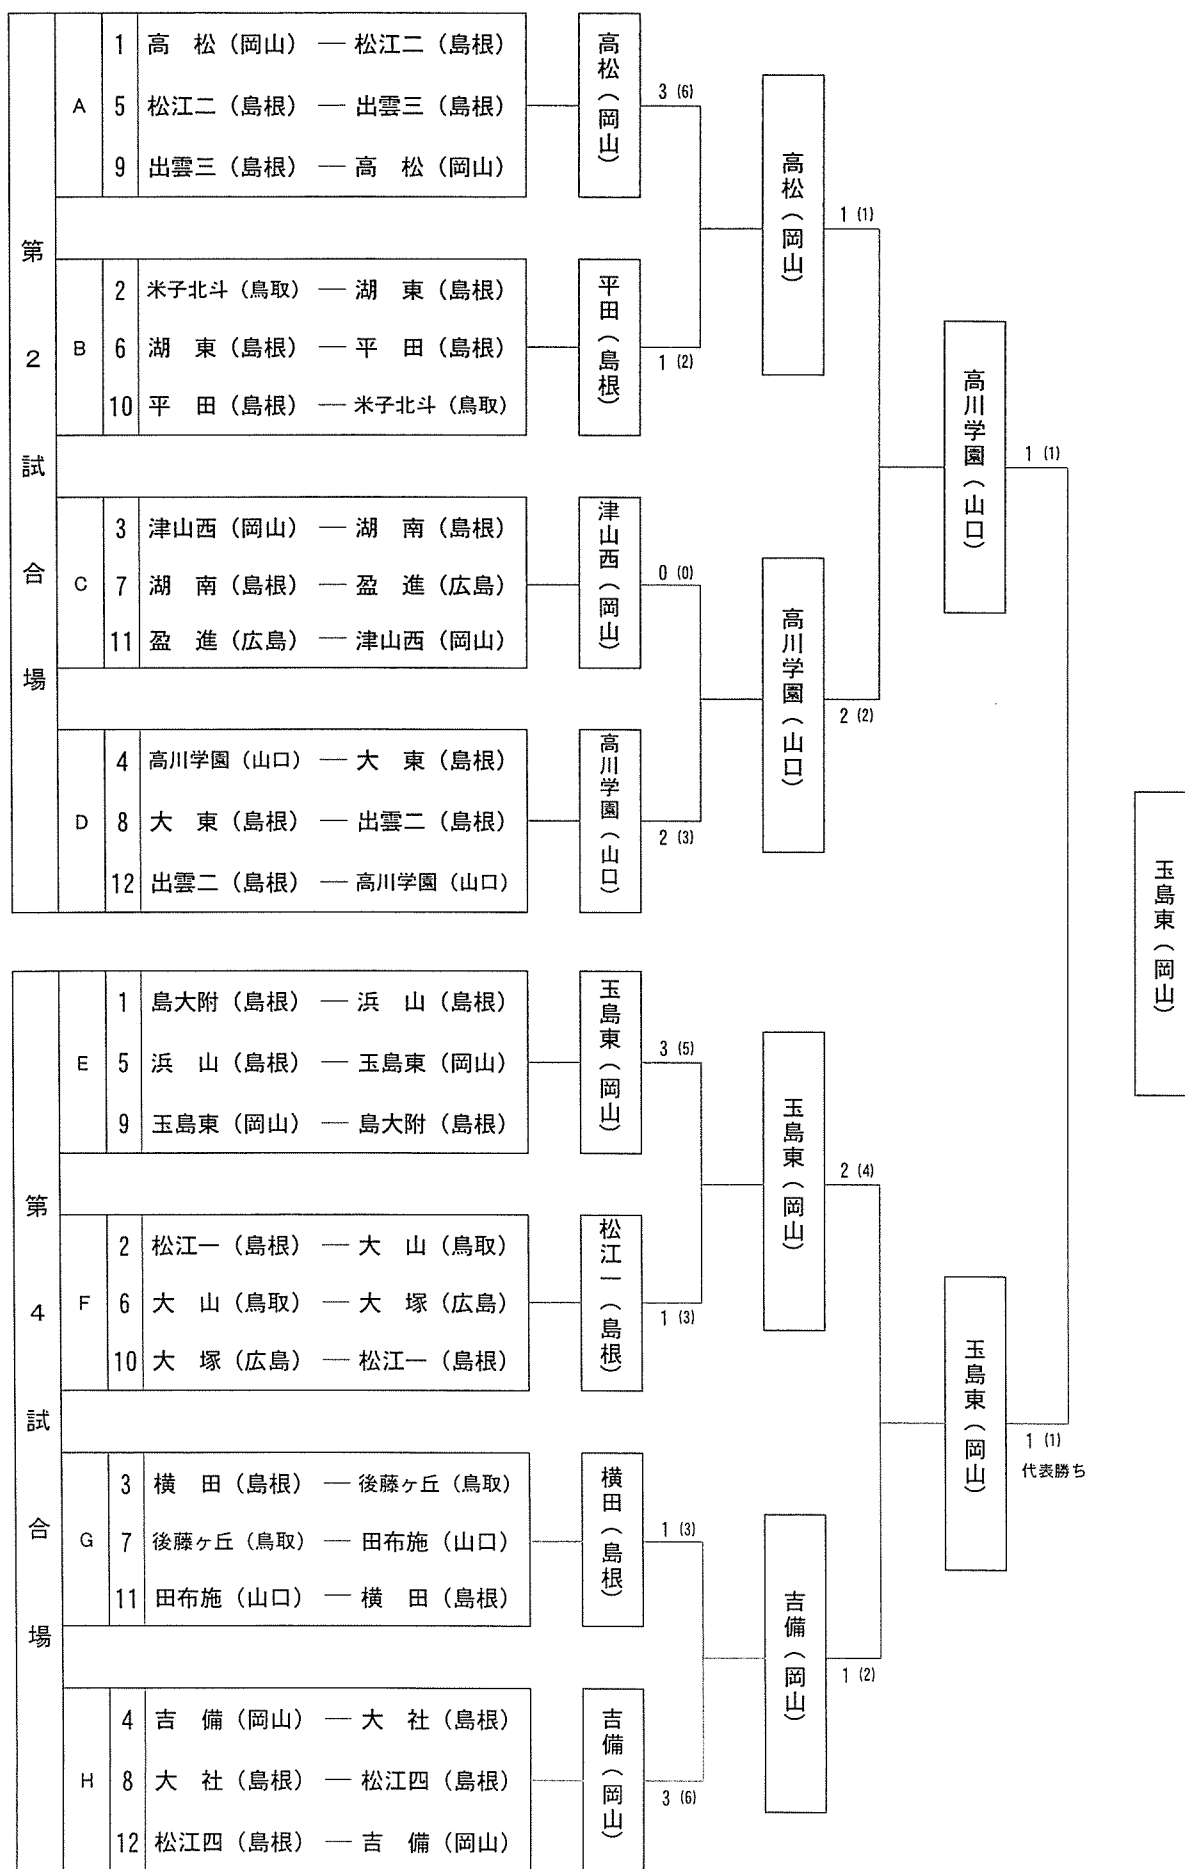 第2試合場
A
1 高　松（岡山） ― 松江二（島根）
5 松江二（島根） ― 出雲三（島根）
9 出雲三（島根） ― 高　松（岡山）
高松（岡山）
3 (6)
B
2 米子北斗（鳥取） ― 湖　東（島根）
6 湖　東（島根） ― 平　田（島根）
10 平　田（島根） ― 米子北斗（鳥取）
平田（島根）
1 (2)
高松（岡山）
1 (1)
C
3 津山西（岡山） ― 湖　南（島根）
7 湖　南（島根） ― 盈　進（広島）
11 盈　進（広島） ― 津山西（岡山）
津山西（岡山）
0 (0)
D
4 高川学園（山口） ― 大　東（島根）
8 大　東（島根） ― 出雲二（島根）
12 出雲二（島根） ― 高川学園（山口）
高川学園（山口）
2 (3)
高川学園（山口）
2 (2)
高川学園（山口）
1 (1)
玉島東（岡山）
第4試合場
E
1 島大附（島根） ― 浜　山（島根）
5 浜　山（島根） ― 玉島東（岡山）
9 玉島東（岡山） ― 島大附（島根）
玉島東（岡山）
3 (5)
F
2 松江一（島根） ― 大　山（鳥取）
6 大　山（鳥取） ― 大　塚（広島）
10 大　塚（広島） ― 松江一（島根）
松江一（島根）
1 (3)
玉島東（岡山）
2 (4)
G
3 横　田（島根） ― 後藤ヶ丘（鳥取）
7 後藤ヶ丘（鳥取） ― 田布施（山口）
11 田布施（山口） ― 横　田（島根）
横田（島根）
1 (3)
H
4 吉　備（岡山） ― 大　社（島根）
8 大　社（島根） ― 松江四（島根）
12 松江四（島根） ― 吉　備（岡山）
吉備（岡山）
3 (6)
吉備（岡山）
1 (2)
玉島東（岡山）
1 (1)
代表勝ち